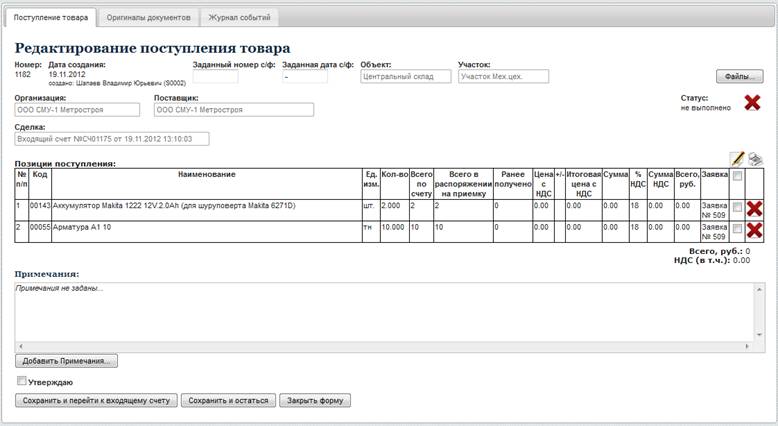 Поступление товара Оригиналы документов Журнал событий
Редактирование поступления товара
Номер: Дата создания: Заданный номер с/ф: Заданная дата с/ф: Объект: Участок:
1182 19.11.2012 – Центральный склад Участок Мех.цех. Файлы...
создано: Шапаев Владимир Юрьевич (S0002)
Организация: Поставщик: Статус:
ООО СМУ-1 Метростроя ООО СМУ-1 Метростроя не выполнено
Сделка:
Входящий счет №СЧ01175 от 19.11.2012 13:10:03
Позиции поступления:
№ п/п Код Наименование Ед. изм. Кол-во Всего по счету Всего в распоряжении на приемку Ранее получено Цена с НДС +/- Итоговая цена с НДС Сумма % НДС Сумма НДС Всего, руб. Заявка
1 00143 Аккумулятор Makita 1222 12V.2.0Ah (для шуруповерта Makita 6271D) шт. 2.000 2 2 0 0.00 0.00 0.00 18 0.00 0.00 Заявка № 509
2 00055 Арматура А1 10 тн 10.000 10 10 0 0.00 0.00 0.00 18 0.00 0.00 Заявка № 509
Всего, руб.: 0
НДС (в т.ч.): 0.00
Примечания:
Примечания не заданы...
Добавить Примечания...
Утверждаю
Сохранить и перейти к входящему счету Сохранить и остаться Закрыть форму